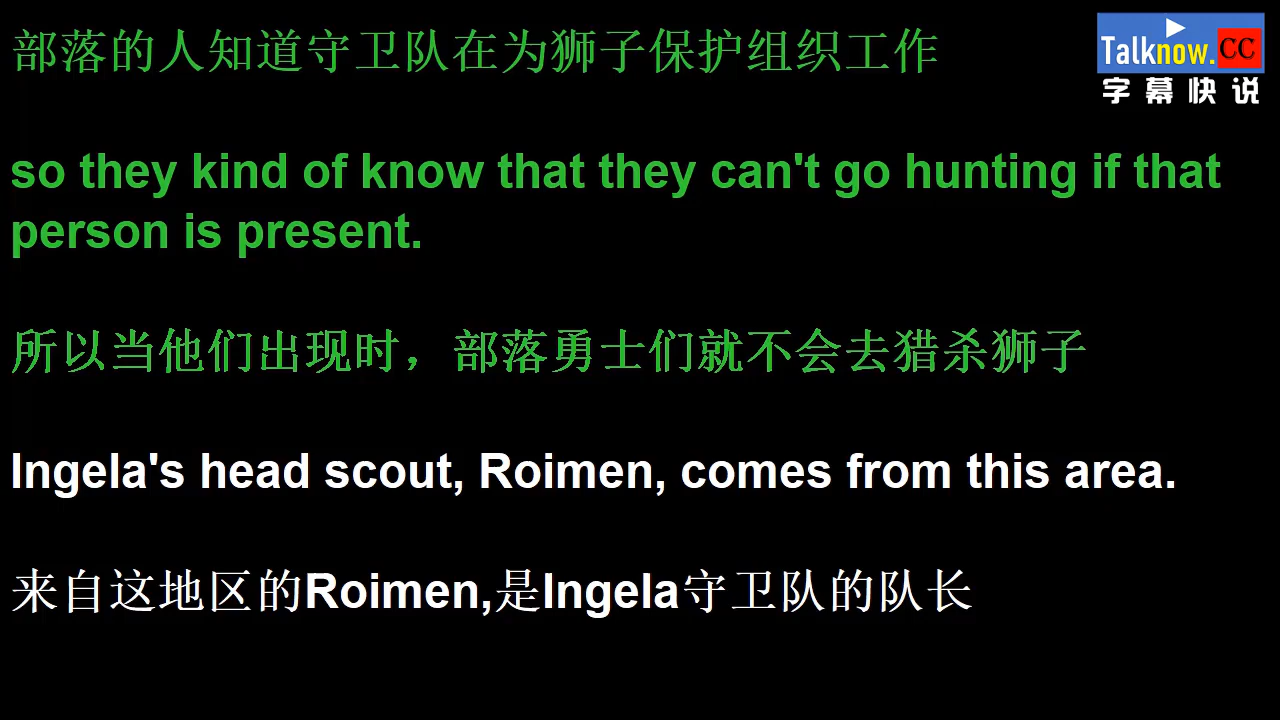 部落的人知道守卫队在为狮子保护组织工作
Talknow.CC
字幕快说
so they kind of know that they can't go hunting if that
person is present.
所以当他们出现时，部落勇士们就不会去猎杀狮子
Ingela's head scout, Roimen, comes from this area.
来自这地区的Roimen,是Ingela守卫队的队长